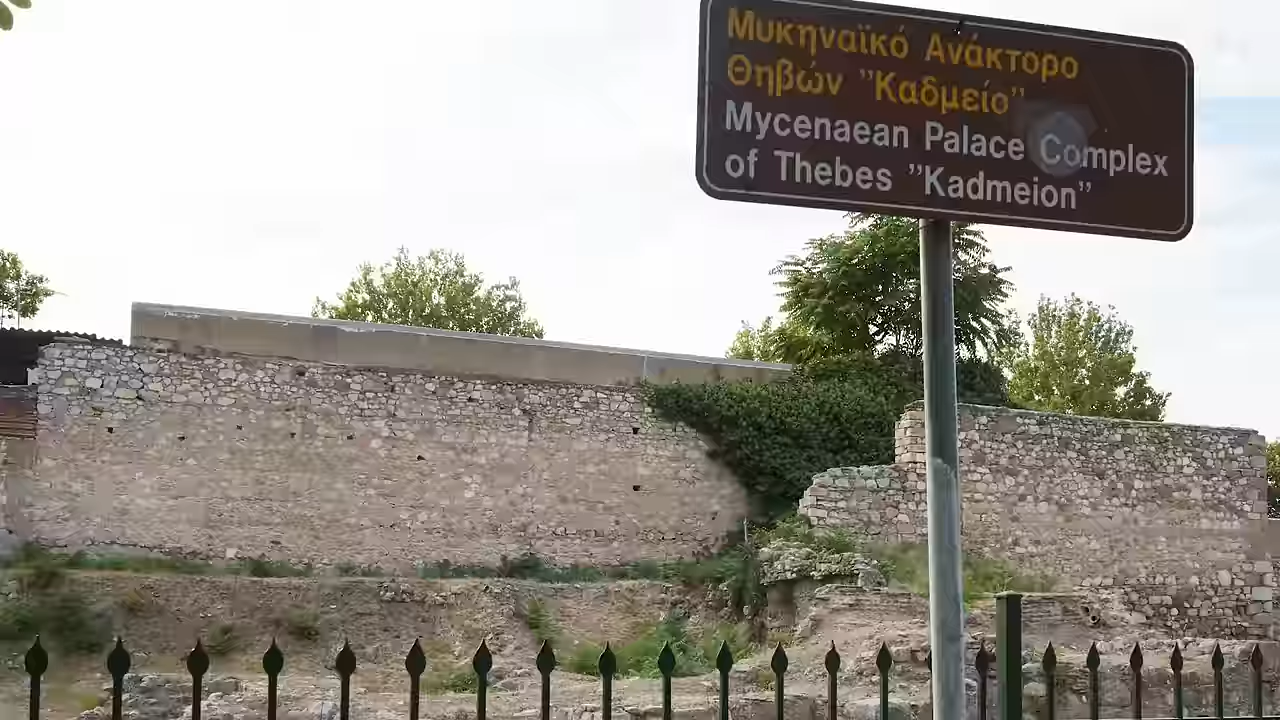 Μυκηναϊκό Ανάκτορο
Θηβών "Καδμείο"
Mycenaean Palace Complex
of Thebes "Kadmeion"